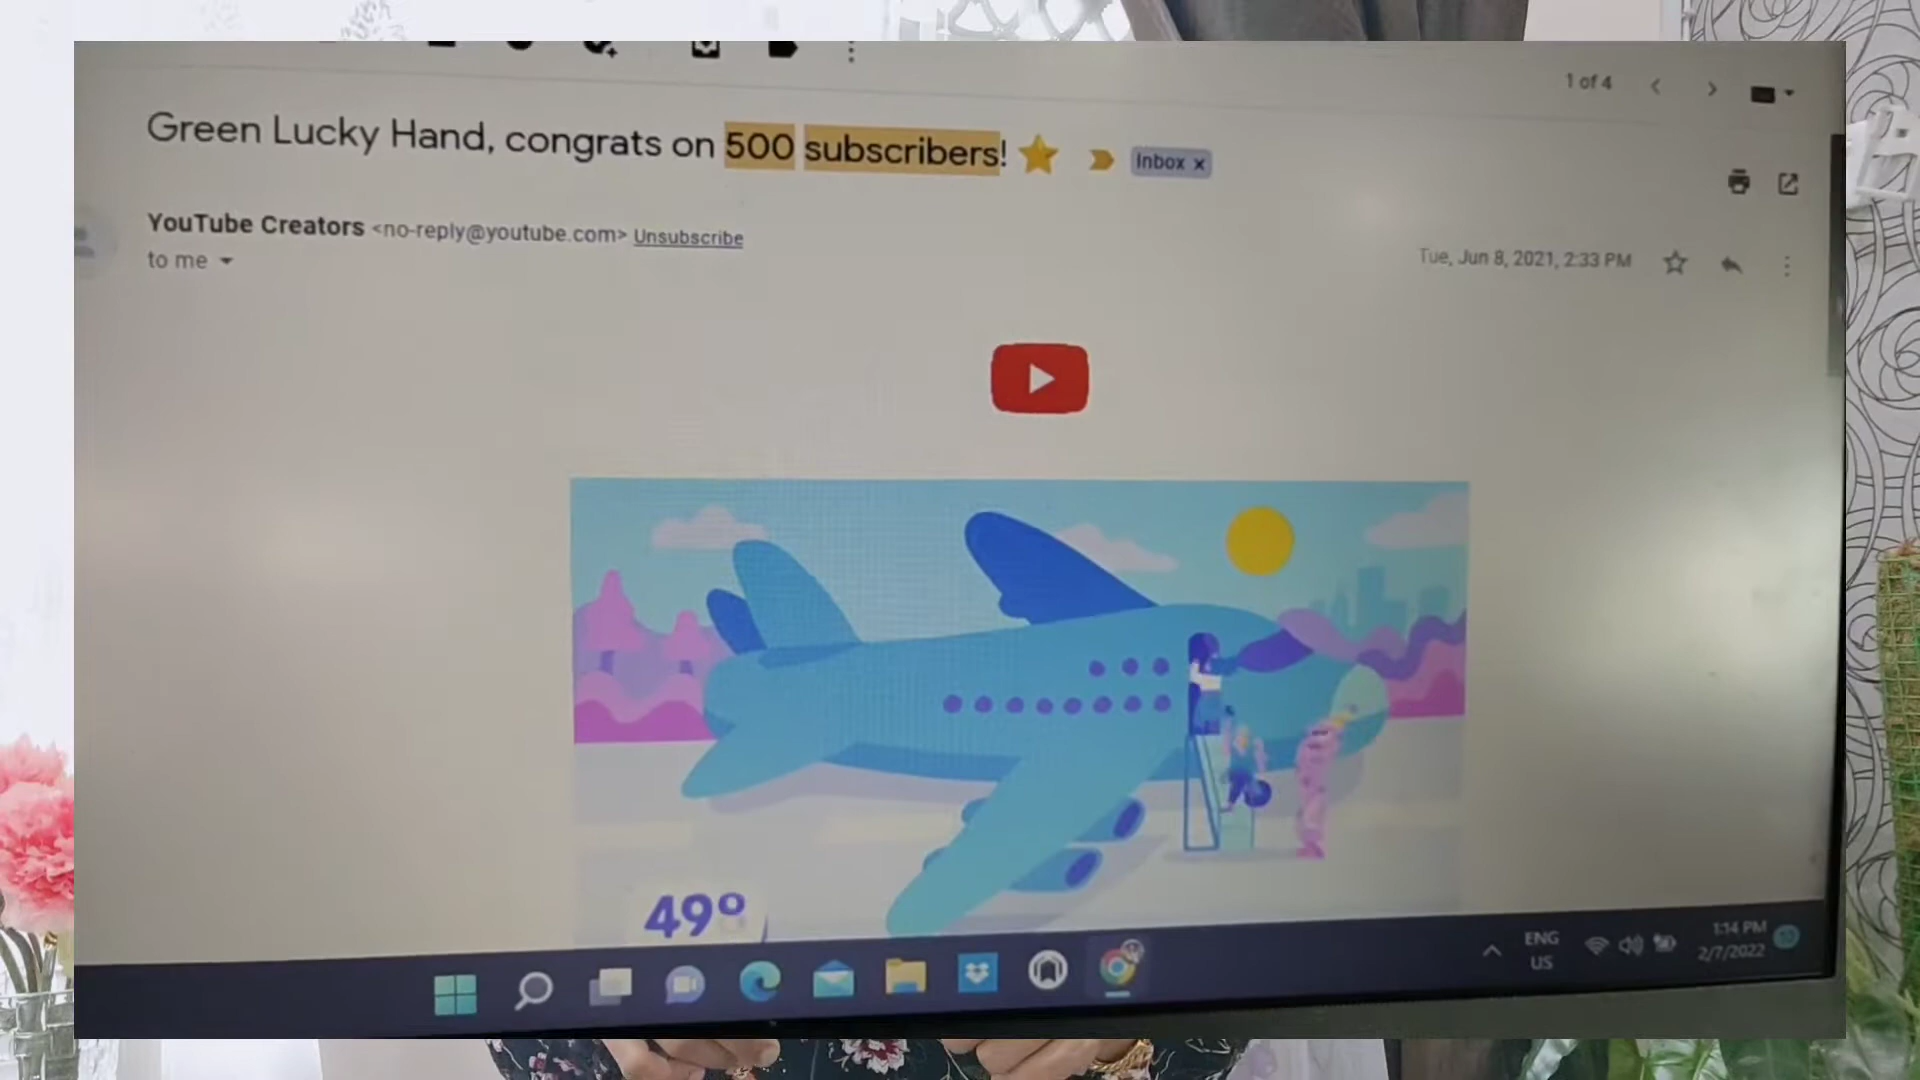 1 of 4
Green Lucky Hand, congrats on 500 subscribers!
Inbox x
YouTube Creators <no-reply@youtube.com> Unsubscribe
Tue, Jun 8, 2021, 2:33 PM
to me
49º
ENG
US
1:14 PM
2/7/2022